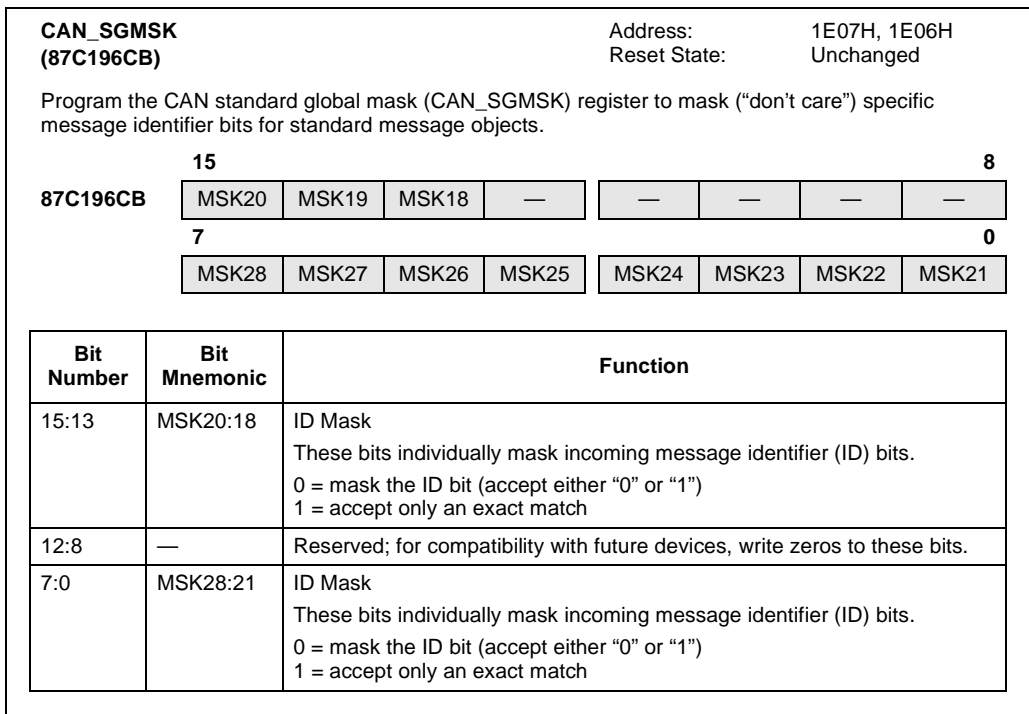 CAN_SGMSK Address: 1E07H, 1E06H
(87C196CB) Reset State: Unchanged
Program the CAN standard global mask (CAN_SGMSK) register to mask (“don’t care”) specific
message identifier bits for standard message objects.
15 8
87C196CB MSK20 MSK19 MSK18 — — — — —
7 0
MSK28 MSK27 MSK26 MSK25 MSK24 MSK23 MSK22 MSK21
Bit Number Bit Mnemonic Function
15:13 MSK20:18 ID Mask
These bits individually mask incoming message identifier (ID) bits.
0 = mask the ID bit (accept either “0” or “1”)
1 = accept only an exact match
12:8 — Reserved; for compatibility with future devices, write zeros to these bits.
7:0 MSK28:21 ID Mask
These bits individually mask incoming message identifier (ID) bits.
0 = mask the ID bit (accept either “0” or “1”)
1 = accept only an exact match